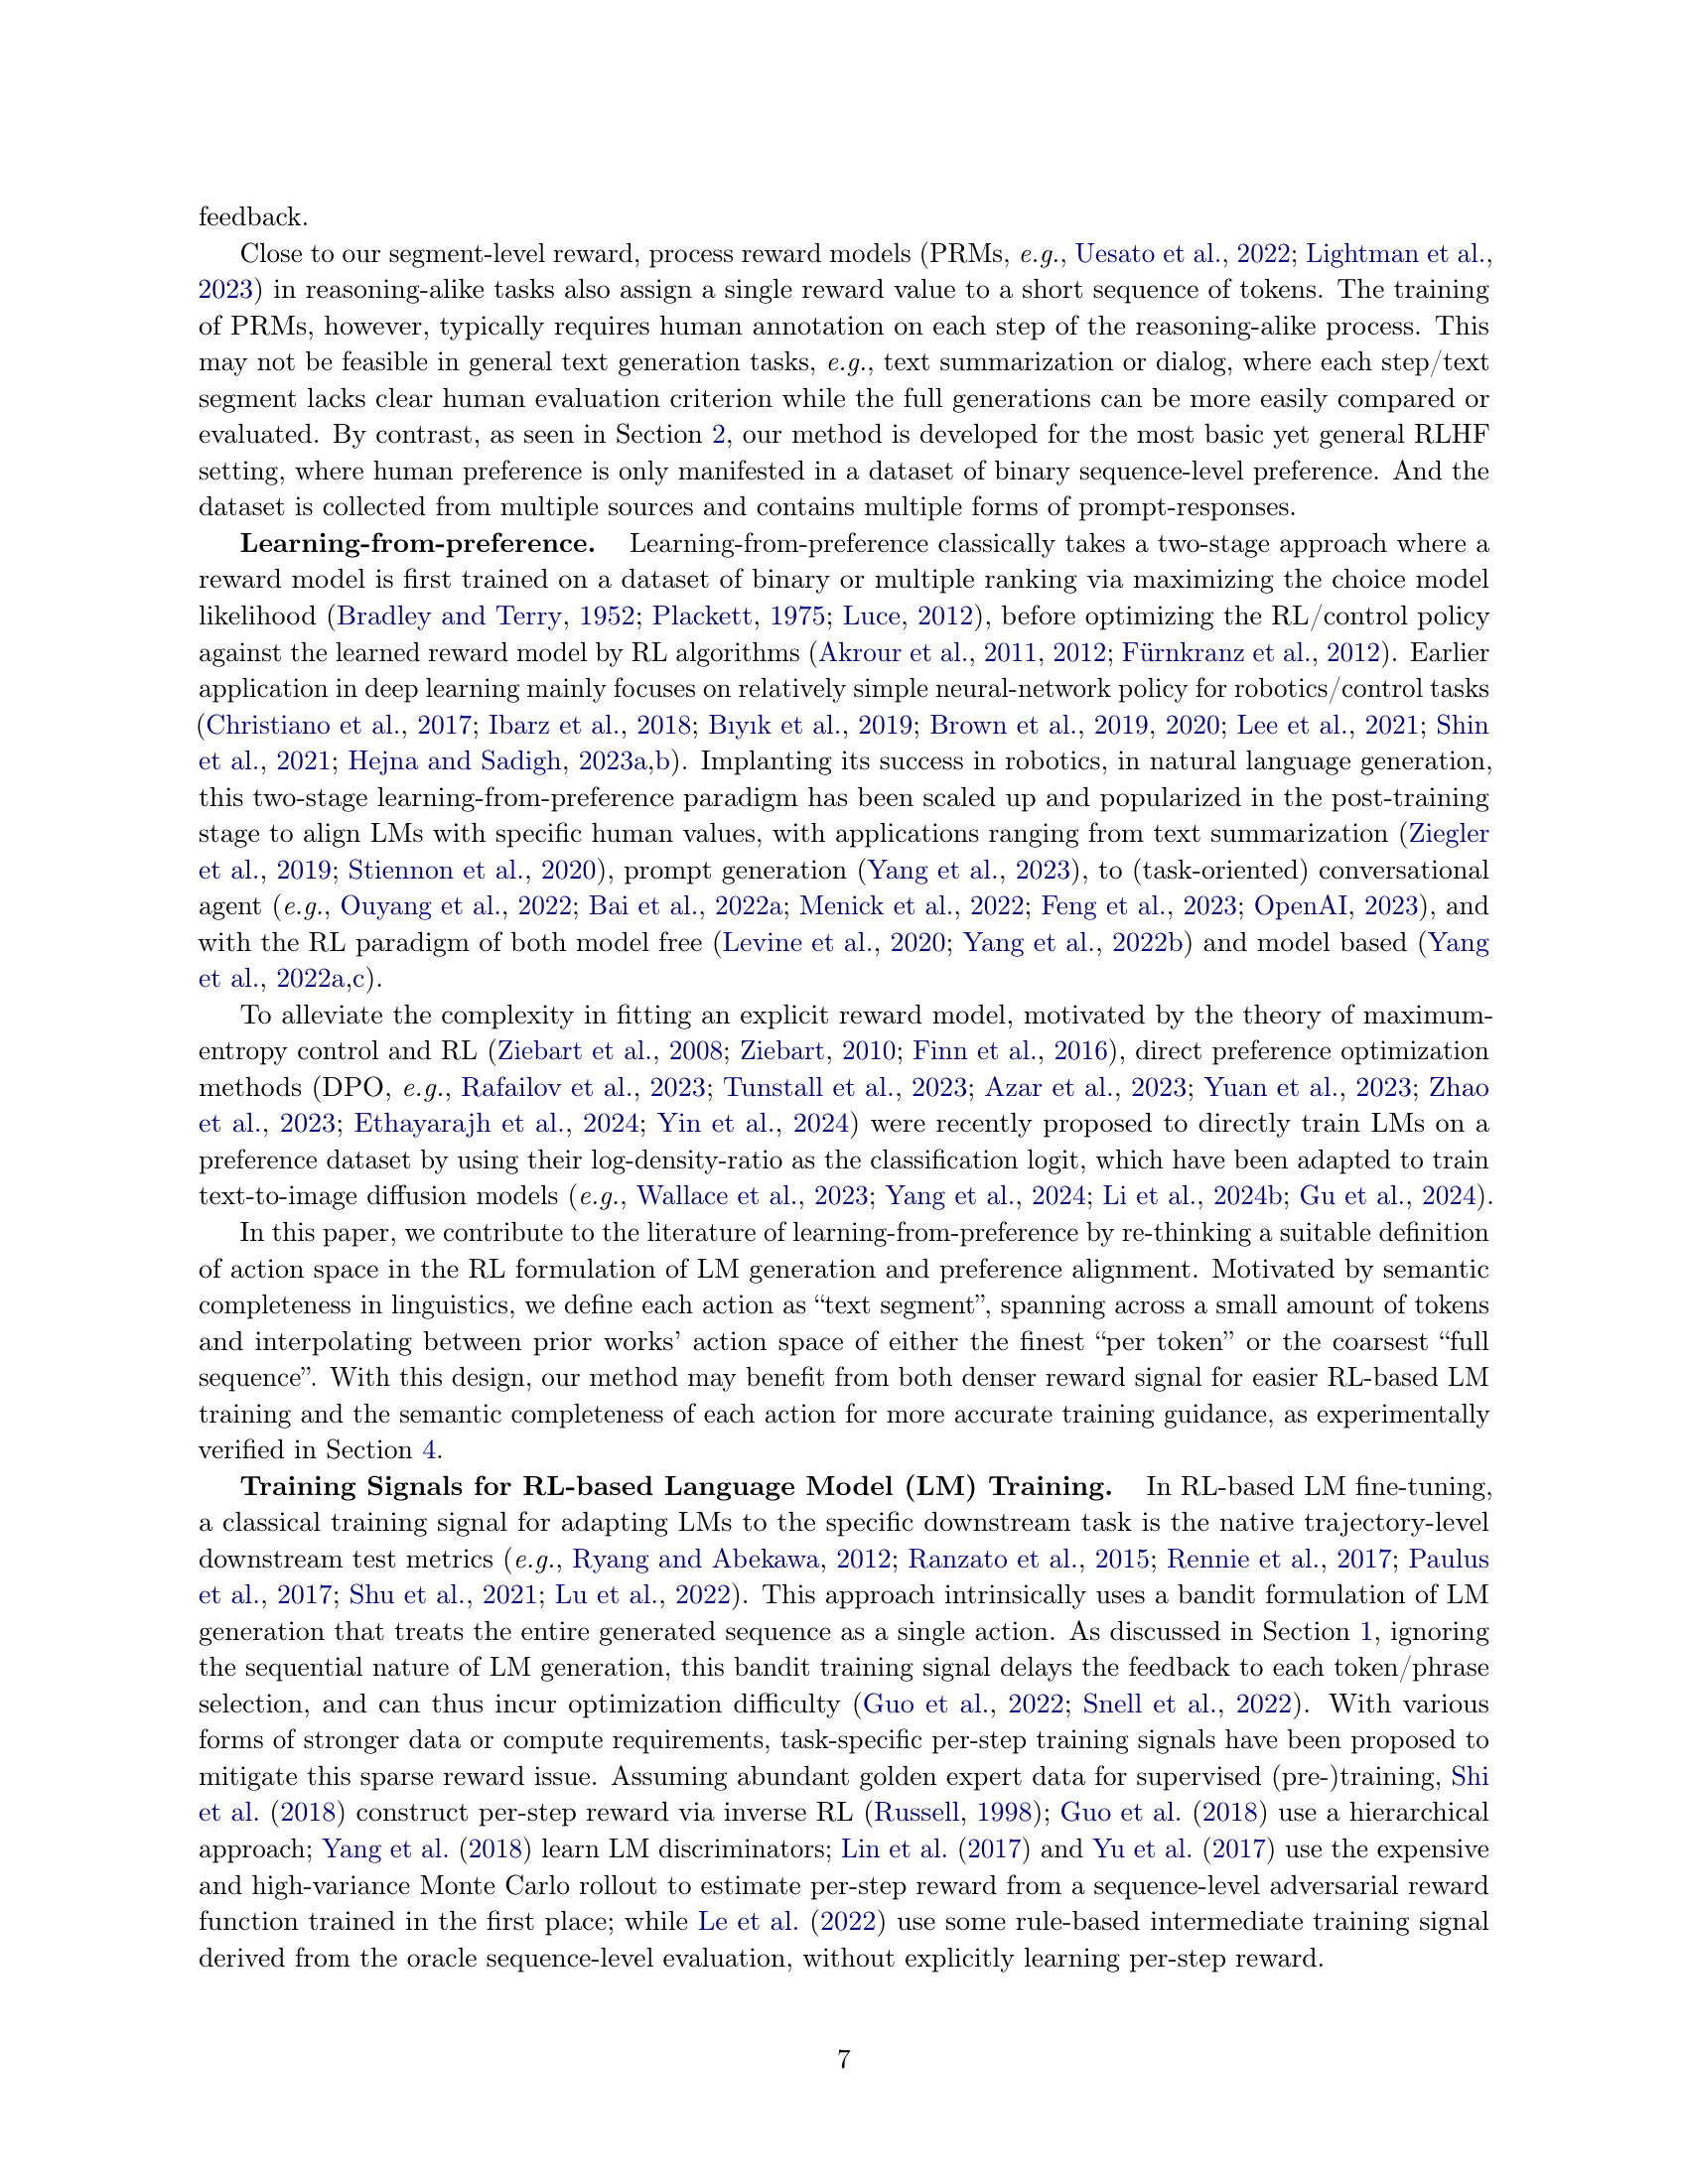 feedback.
Close to our segment-level reward, process reward models (PRMs, e.g., Uesato et al., 2022; Lightman et al.,
2023) in reasoning-alike tasks also assign a single reward value to a short sequence of tokens. The training
of PRMs, however, typically requires human annotation on each step of the reasoning-alike process. This
may not be feasible in general text generation tasks, e.g., text summarization or dialog, where each step/text
segment lacks clear human evaluation criterion while the full generations can be more easily compared or
evaluated. By contrast, as seen in Section 2, our method is developed for the most basic yet general RLHF
setting, where human preference is only manifested in a dataset of binary sequence-level preference. And the
dataset is collected from multiple sources and contains multiple forms of prompt-responses.
Learning-from-preference. Learning-from-preference classically takes a two-stage approach where a
reward model is first trained on a dataset of binary or multiple ranking via maximizing the choice model
likelihood (Bradley and Terry, 1952; Plackett, 1975; Luce, 2012), before optimizing the RL/control policy
against the learned reward model by RL algorithms (Akrour et al., 2011, 2012; Fürnkranz et al., 2012). Earlier
application in deep learning mainly focuses on relatively simple neural-network policy for robotics/control tasks
(Christiano et al., 2017; Ibarz et al., 2018; Bıyık et al., 2019; Brown et al., 2019, 2020; Lee et al., 2021; Shin
et al., 2021; Hejna and Sadigh, 2023a,b). Implanting its success in robotics, in natural language generation,
this two-stage learning-from-preference paradigm has been scaled up and popularized in the post-training
stage to align LMs with specific human values, with applications ranging from text summarization (Ziegler
et al., 2019; Stiennon et al., 2020), prompt generation (Yang et al., 2023), to (task-oriented) conversational
agent (e.g., Ouyang et al., 2022; Bai et al., 2022a; Menick et al., 2022; Feng et al., 2023; OpenAI, 2023), and
with the RL paradigm of both model free (Levine et al., 2020; Yang et al., 2022b) and model based (Yang
et al., 2022a,c).
To alleviate the complexity in fitting an explicit reward model, motivated by the theory of maximum-
entropy control and RL (Ziebart et al., 2008; Ziebart, 2010; Finn et al., 2016), direct preference optimization
methods (DPO, e.g., Rafailov et al., 2023; Tunstall et al., 2023; Azar et al., 2023; Yuan et al., 2023; Zhao
et al., 2023; Ethayarajh et al., 2024; Yin et al., 2024) were recently proposed to directly train LMs on a
preference dataset by using their log-density-ratio as the classification logit, which have been adapted to train
text-to-image diffusion models (e.g., Wallace et al., 2023; Yang et al., 2024; Li et al., 2024b; Gu et al., 2024).
In this paper, we contribute to the literature of learning-from-preference by re-thinking a suitable definition
of action space in the RL formulation of LM generation and preference alignment. Motivated by semantic
completeness in linguistics, we define each action as “text segment”, spanning across a small amount of tokens
and interpolating between prior works’ action space of either the finest “per token” or the coarsest “full
sequence”. With this design, our method may benefit from both denser reward signal for easier RL-based LM
training and the semantic completeness of each action for more accurate training guidance, as experimentally
verified in Section 4.
Training Signals for RL-based Language Model (LM) Training. In RL-based LM fine-tuning,
a classical training signal for adapting LMs to the specific downstream task is the native trajectory-level
downstream test metrics (e.g., Ryang and Abekawa, 2012; Ranzato et al., 2015; Rennie et al., 2017; Paulus
et al., 2017; Shu et al., 2021; Lu et al., 2022). This approach intrinsically uses a bandit formulation of LM
generation that treats the entire generated sequence as a single action. As discussed in Section 1, ignoring
the sequential nature of LM generation, this bandit training signal delays the feedback to each token/phrase
selection, and can thus incur optimization difficulty (Guo et al., 2022; Snell et al., 2022). With various
forms of stronger data or compute requirements, task-specific per-step training signals have been proposed to
mitigate this sparse reward issue. Assuming abundant golden expert data for supervised (pre-)training, Shi
et al. (2018) construct per-step reward via inverse RL (Russell, 1998); Guo et al. (2018) use a hierarchical
approach; Yang et al. (2018) learn LM discriminators; Lin et al. (2017) and Yu et al. (2017) use the expensive
and high-variance Monte Carlo rollout to estimate per-step reward from a sequence-level adversarial reward
function trained in the first place; while Le et al. (2022) use some rule-based intermediate training signal
derived from the oracle sequence-level evaluation, without explicitly learning per-step reward.
7